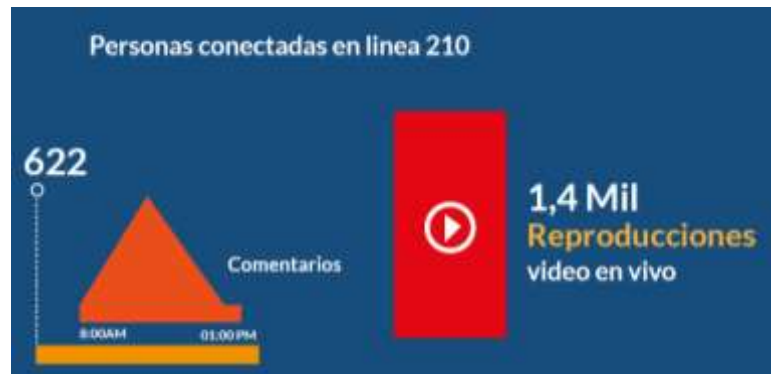 Personas conectadas en linea 210
622
Comentarios
8:00AM
01:00 PM
1,4 Mil
Reproducciones
video en vivo